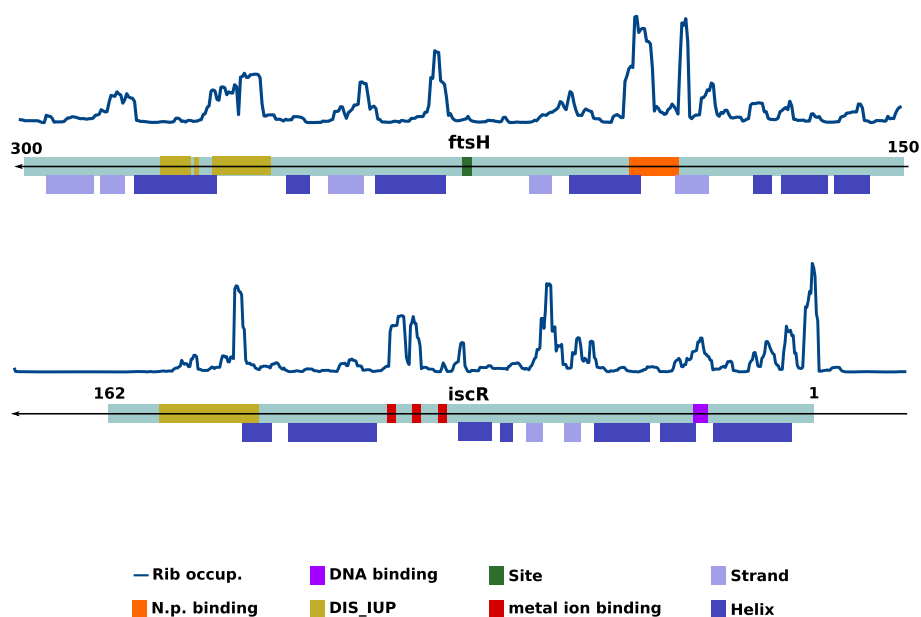 ftsH
300 150
162 iscR 1
Rib occup. DNA binding Site Strand
N.p. binding DIS_IUP metal ion binding Helix